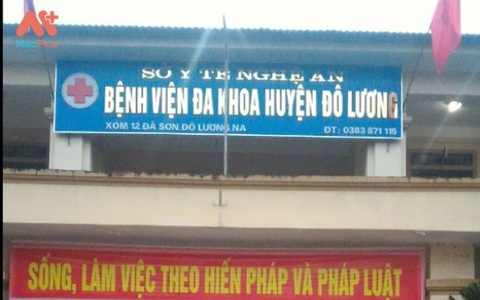 SỞ Y TẾ NGHỆ AN
BỆNH VIỆN ĐA KHOA HUYỆN ĐÔ LƯƠNG
XÓM 12 ĐÀ SƠN ĐÔ LƯƠNG NA
ĐT: 0383 871 115
SỐNG, LÀM VIỆC THEO HIẾN PHÁP VÀ PHÁP LUẬT